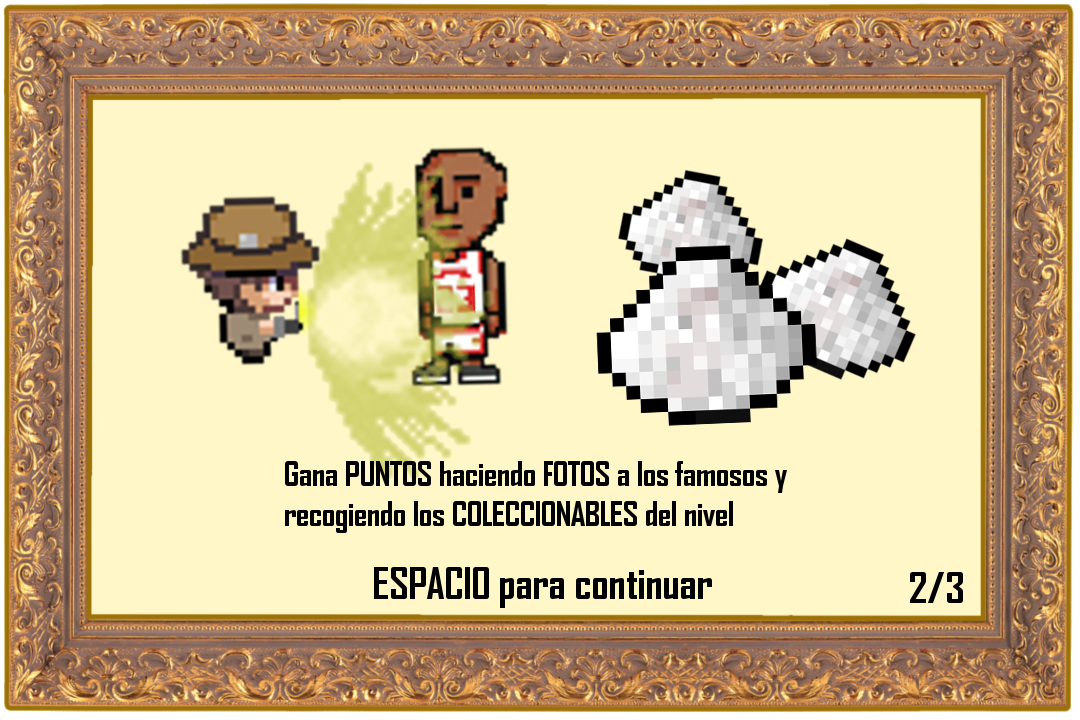 Gana PUNTOS haciendo FOTOS a los famosos y
recogiendo los COLECCIONABLES del nivel
ESPACIO para continuar
2/3